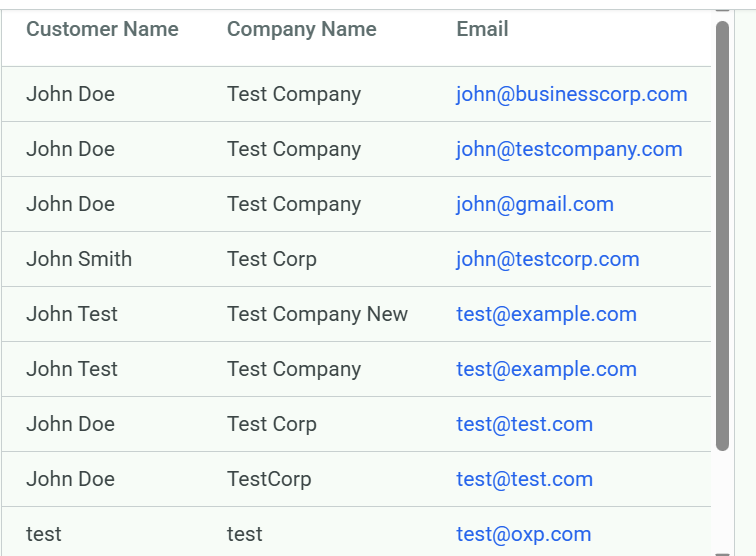 Customer Name Company Name Email
John Doe Test Company john@businesscorp.com
John Doe Test Company john@testcompany.com
John Doe Test Company john@gmail.com
John Smith Test Corp john@testcorp.com
John Test Test Company New test@example.com
John Test Test Company test@example.com
John Doe Test Corp test@test.com
John Doe TestCorp test@test.com
test test test@oxp.com